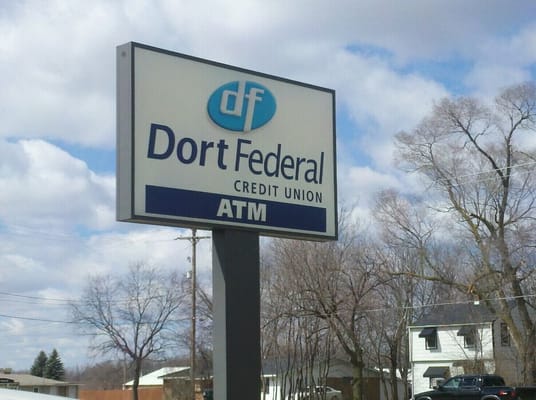 df
Dort Federal
CREDIT UNION
ATM